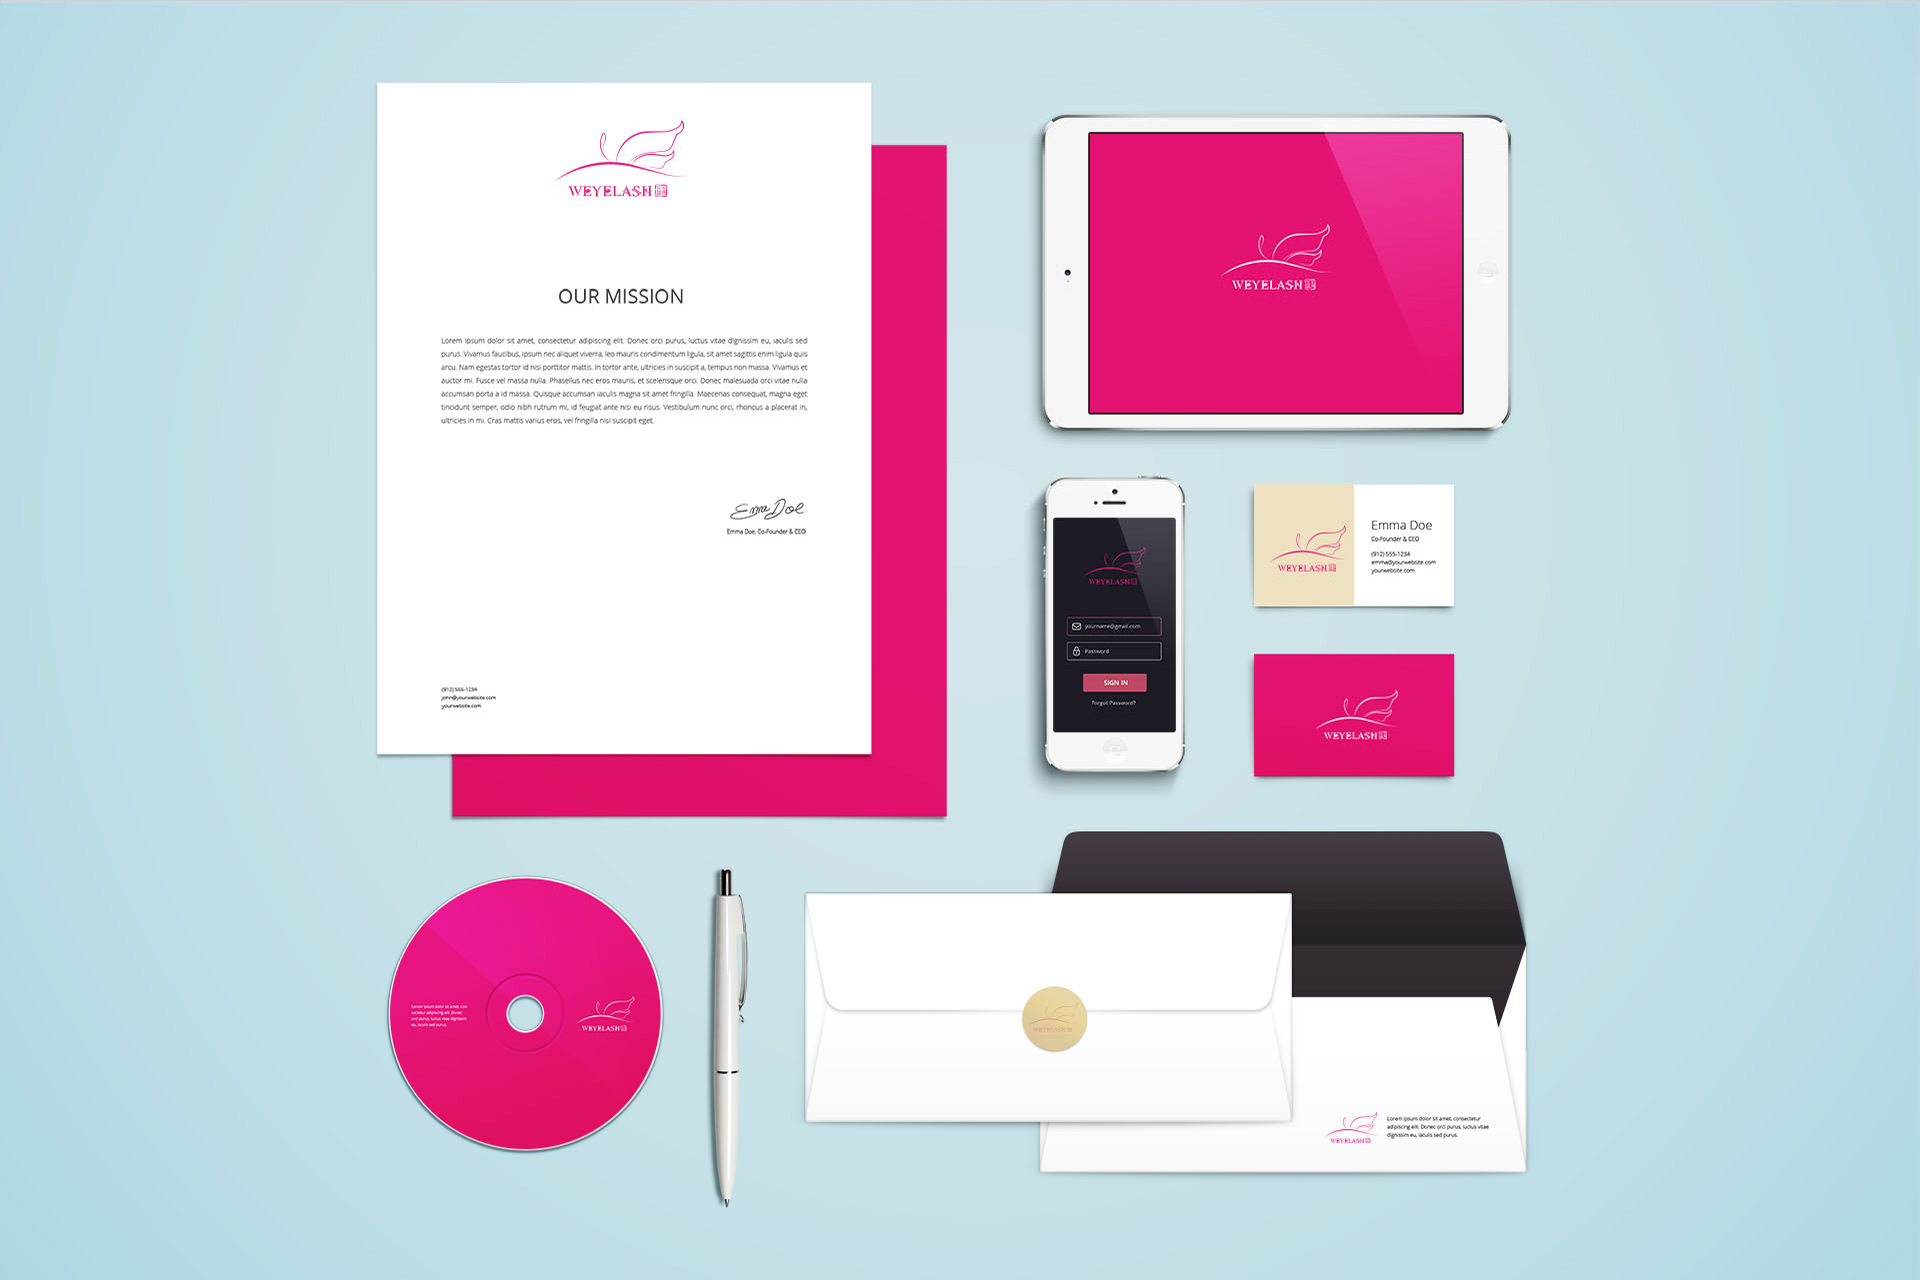 WEYELASH
OUR MISSION
Lorem ipsum dolor sit amet, consectetur adipiscing elit. Donec orci purus, luctus vitae dignissim eu, iaculis sed
purus. Vivamus faucibus, ipsum nec aliquet viverra, leo mauris condimentum ligula, sit amet sagittis enim ligula quis
arcu. Nam egestas tortor id nisi porttitor mattis. In tortor ante, ultricies in suscipit a, tempus non massa. Vivamus et
auctor mi. Fusce vel massa nulla. Phasellus nec eros mauris, et scelerisque orci. Donec malesuada orci vitae nulla
accumsan porta a id massa. Quisque accumsan iaculis magna sit amet fringilla. Maecenas consequat, magna eget
tincidunt semper, odio nibh rutrum mi, id feugiat ante nisi eu risus. Vestibulum nunc orci, rhoncus a placerat in,
ultricies in mi. Cras mattis varius eros, vel fringilla nisi suscipit eget.
Emma Doe
Emma Doe, Co-Founder & CEO
(912) 555-1234
john@yourwebsite.com
yourwebsite.com
WEYELASH
WEYELASH
yourname@gmail.com
Password
SIGN IN
Forgot Password?
WEYELASH
Emma Doe
Co-Founder & CEO
(912) 555-1234
emma@yourwebsite.com
yourwebsite.com
WEYELASH
Lorem ipsum dolor sit amet, con-
sectetur adipiscing elit. Donec
orci purus, luctus vitae dignissim
eu, iaculis sed purus.
WEYELASH
WEYELASH
WEYELASH
Lorem ipsum dolor sit amet, consectetur
adipiscing elit. Donec orci purus, luctus vitae
dignissim eu, iaculis sed purus.